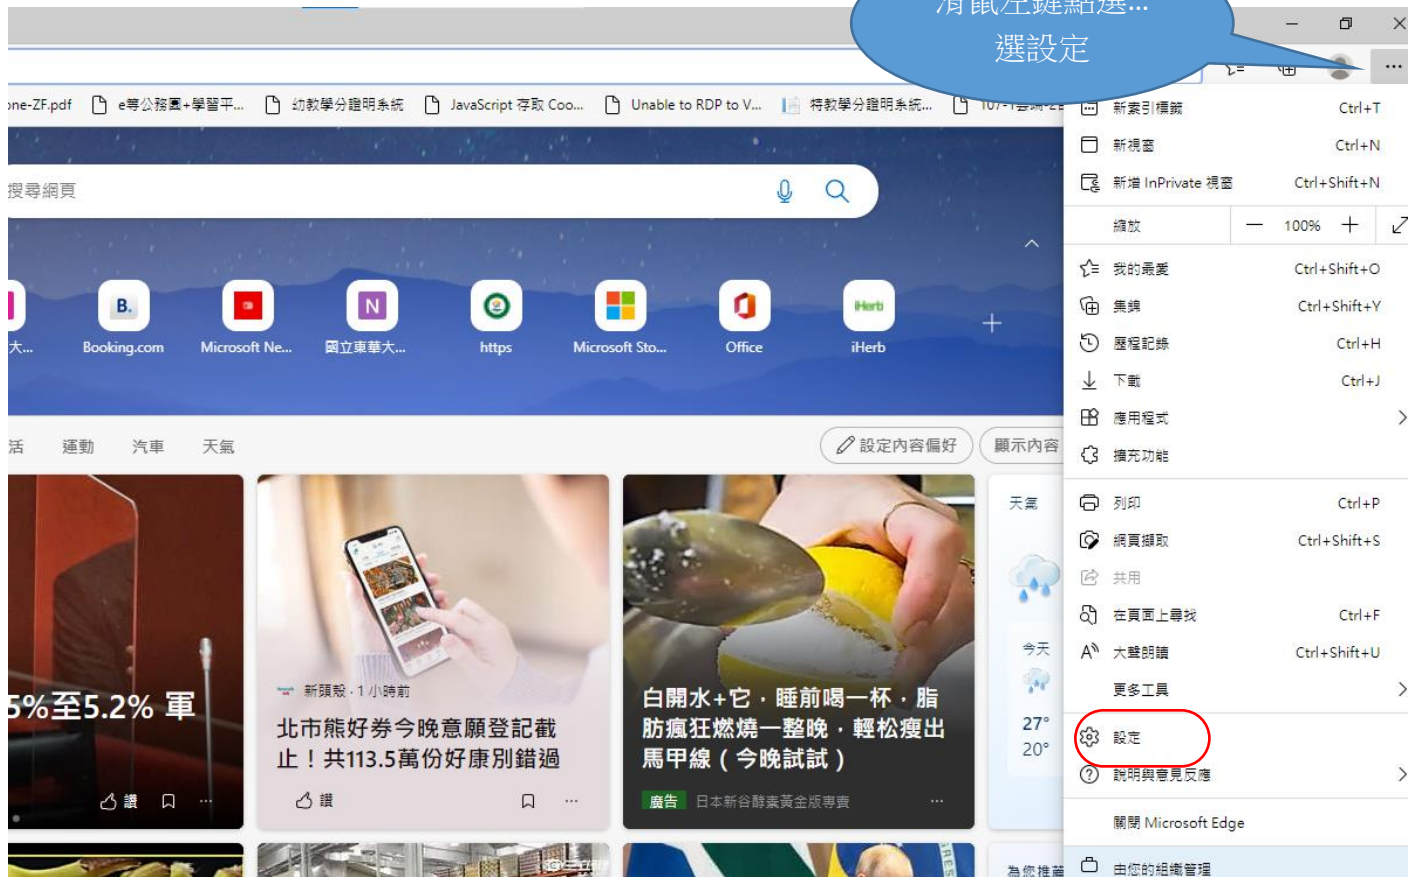 滑鼠左鍵點選...
選設定
one-ZF.pdf
e等公務園+學習平...
幼教學分證明系統
JavaScript 存取 Coo...
Unable to RDP to V...
特教學分證明系統...
搜尋網頁
大...
Booking.com
Microsoft Ne...
國立東華大...
https
Microsoft Sto...
Office
iHerb
活
運動
汽車
天氣
設定內容偏好
顯示內容
5%至5.2% 軍
讚
新頭殼 · 1 小時前
北市熊好券今晚意願登記截
止！共113.5萬份好康別錯過
讚
白開水+它，睡前喝一杯，脂
肪瘋狂燃燒一整晚，輕松瘦出
馬甲線（今晚試試）
廣告 日本新谷酵素黃金版專賣
天氣
今天
27°
20°
為您推薦
新索引標籤 Ctrl+T
新視窗 Ctrl+N
新增 InPrivate 視窗 Ctrl+Shift+N
縮放 — 100% +
我的最愛 Ctrl+Shift+O
集錦 Ctrl+Shift+Y
歷程記錄 Ctrl+H
下載 Ctrl+J
應用程式
擴充功能
列印 Ctrl+P
網頁擷取 Ctrl+Shift+S
共用
在頁面上尋找 Ctrl+F
大聲朗讀 Ctrl+Shift+U
更多工具
設定
說明與意見反應
關閉 Microsoft Edge
由您的組織管理